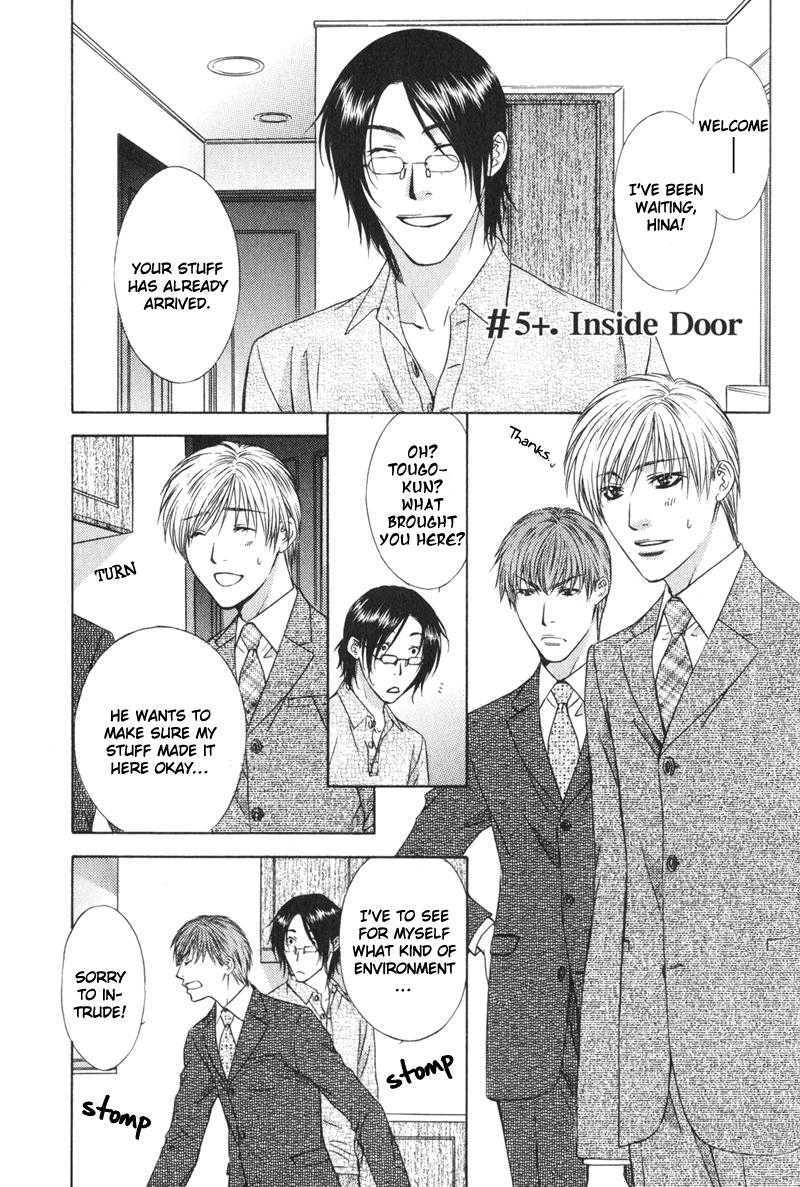 WELCOME
—
I'VE BEEN
WAITING,
HINA!
YOUR STUFF
HAS ALREADY
ARRIVED.
#5+. Inside Door
Thanks.
OH?
TOUGO-
KUN?
WHAT
BROUGHT
YOU HERE?
TURN
HE WANTS TO
MAKE SURE MY
STUFF MADE IT
HERE OKAY...
I'VE TO SEE
FOR MYSELF
WHAT KIND OF
ENVIRONMENT
...
SORRY
TO IN-
TRUDE!
stomp
stomp